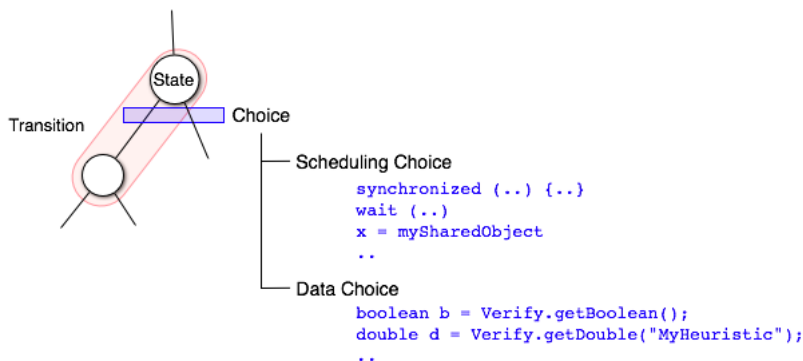 State
Transition
Choice
Scheduling Choice
synchronized (..) {..}
wait (..)
x = mySharedObject
..
Data Choice
boolean b = Verify.getBoolean();
double d = Verify.getDouble("MyHeuristic");
..